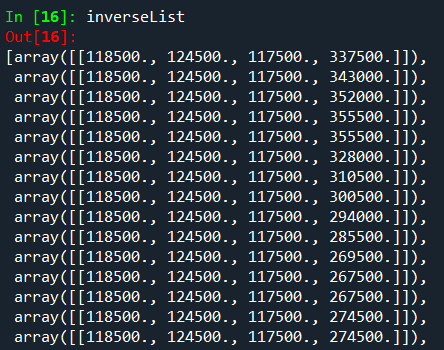 In [16]: inverseList
Out[16]:
[array([[118500., 124500., 117500., 337500.]]),
 array([[118500., 124500., 117500., 343000.]]),
 array([[118500., 124500., 117500., 352000.]]),
 array([[118500., 124500., 117500., 355500.]]),
 array([[118500., 124500., 117500., 355500.]]),
 array([[118500., 124500., 117500., 328000.]]),
 array([[118500., 124500., 117500., 310500.]]),
 array([[118500., 124500., 117500., 300500.]]),
 array([[118500., 124500., 117500., 294000.]]),
 array([[118500., 124500., 117500., 285500.]]),
 array([[118500., 124500., 117500., 269500.]]),
 array([[118500., 124500., 117500., 267500.]]),
 array([[118500., 124500., 117500., 267500.]]),
 array([[118500., 124500., 117500., 274500.]]),
 array([[118500., 124500., 117500., 274500.]]),